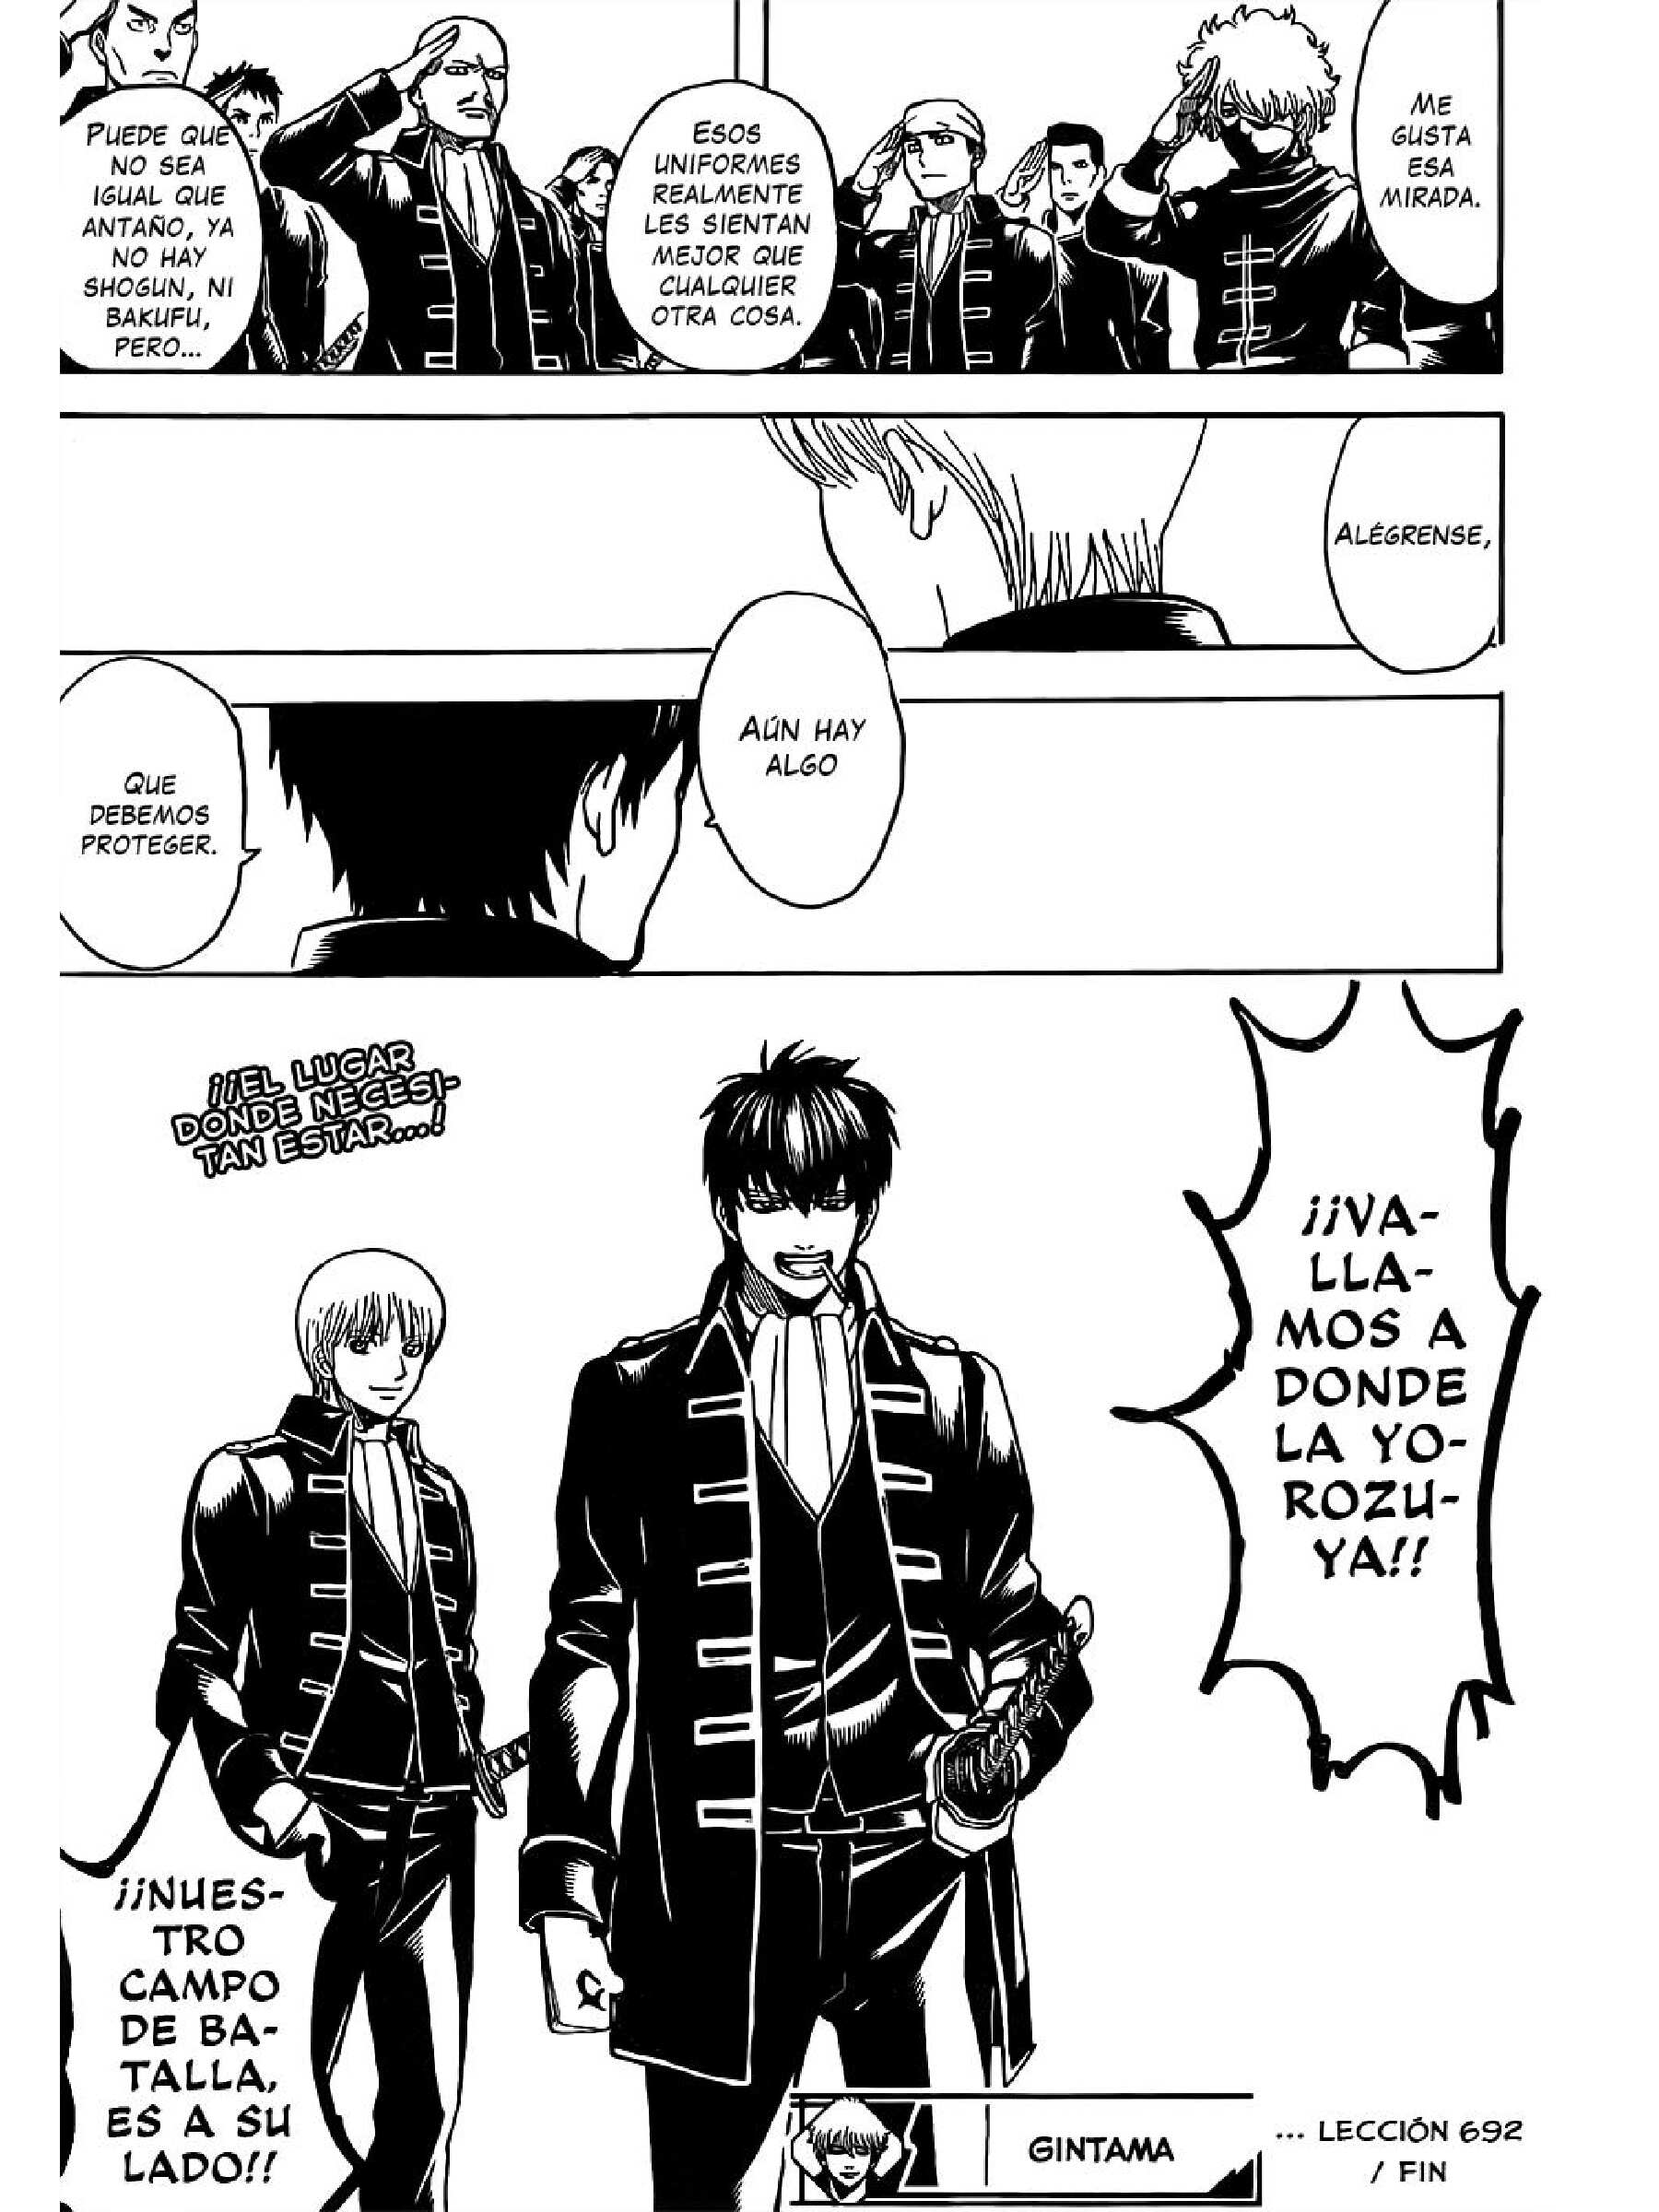 ME
GUSTA
ESA
MIRADA.
ESOS
UNIFORMES
REALMENTE
LES SIENTAN
MEJOR QUE
CUALQUIER
OTRA COSA.
PUEDE QUE
NO SEA
IGUAL QUE
ANTAÑO, YA
NO HAY
SHOGUN, NI
BAKUFU,
PERO...
ALÉGRENSE,
AÚN HAY
ALGO
QUE
DEBEMOS
PROTEGER.
¡¡VA-
LLA-
MOS A
DONDE
LA YO-
ROZU-
YA!!
¡¡EL LUGAR
DONDE NECESI-
TAN ESTAR....!
¡¡NUES-
TRO
CAMPO
DE BA-
TALLA,
ES A SU
LADO!!
GINTAMA
... LECCIÓN 692
/ FIN